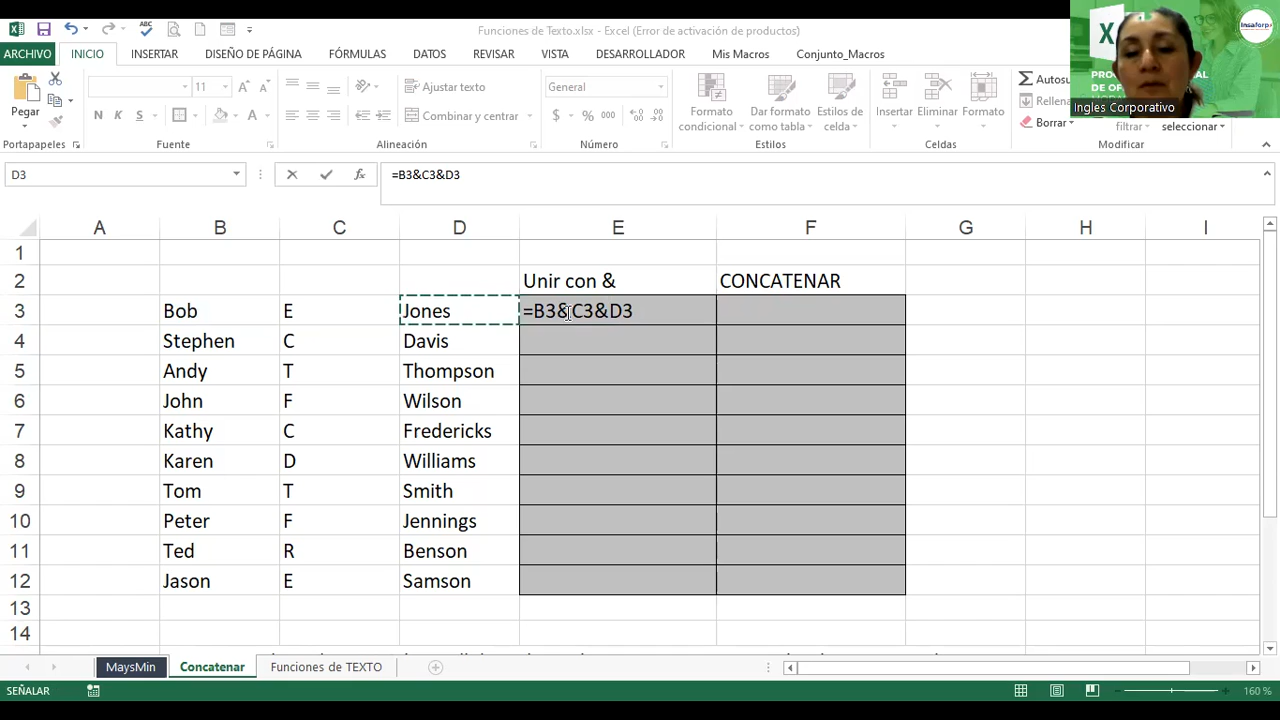 Funciones de Texto.xlsx - Excel (Error de activación de productos)
ARCHIVO INICIO INSERTAR DISEÑO DE PÁGINA FÓRMULAS DATOS REVISAR VISTA DESARROLLADOR Mis Macros Conjunto_Macros
Insaforp
Ingles Corporativo
Pegar
11
N K S
Ajustar texto
Combinar y centrar
General
$ % 000
Formato condicional
Dar formato como tabla
Estilos de celda
Insertar
Eliminar
Formato
Autosu
Rellena
Borrar
filtrar
seleccionar
Portapapeles Fuente Alineación Número Estilos Celdas Modificar
D3 fx =B3&C3&D3
A B C D E F G H I
1
2 Unir con & CONCATENAR
3 Bob E Jones =B3&C3&D3
4 Stephen C Davis
5 Andy T Thompson
6 John F Wilson
7 Kathy C Fredericks
8 Karen D Williams
9 Tom T Smith
10 Peter F Jennings
11 Ted R Benson
12 Jason E Samson
13
14
MaysMin Concatenar Funciones de TEXTO
SEÑALAR 160 %